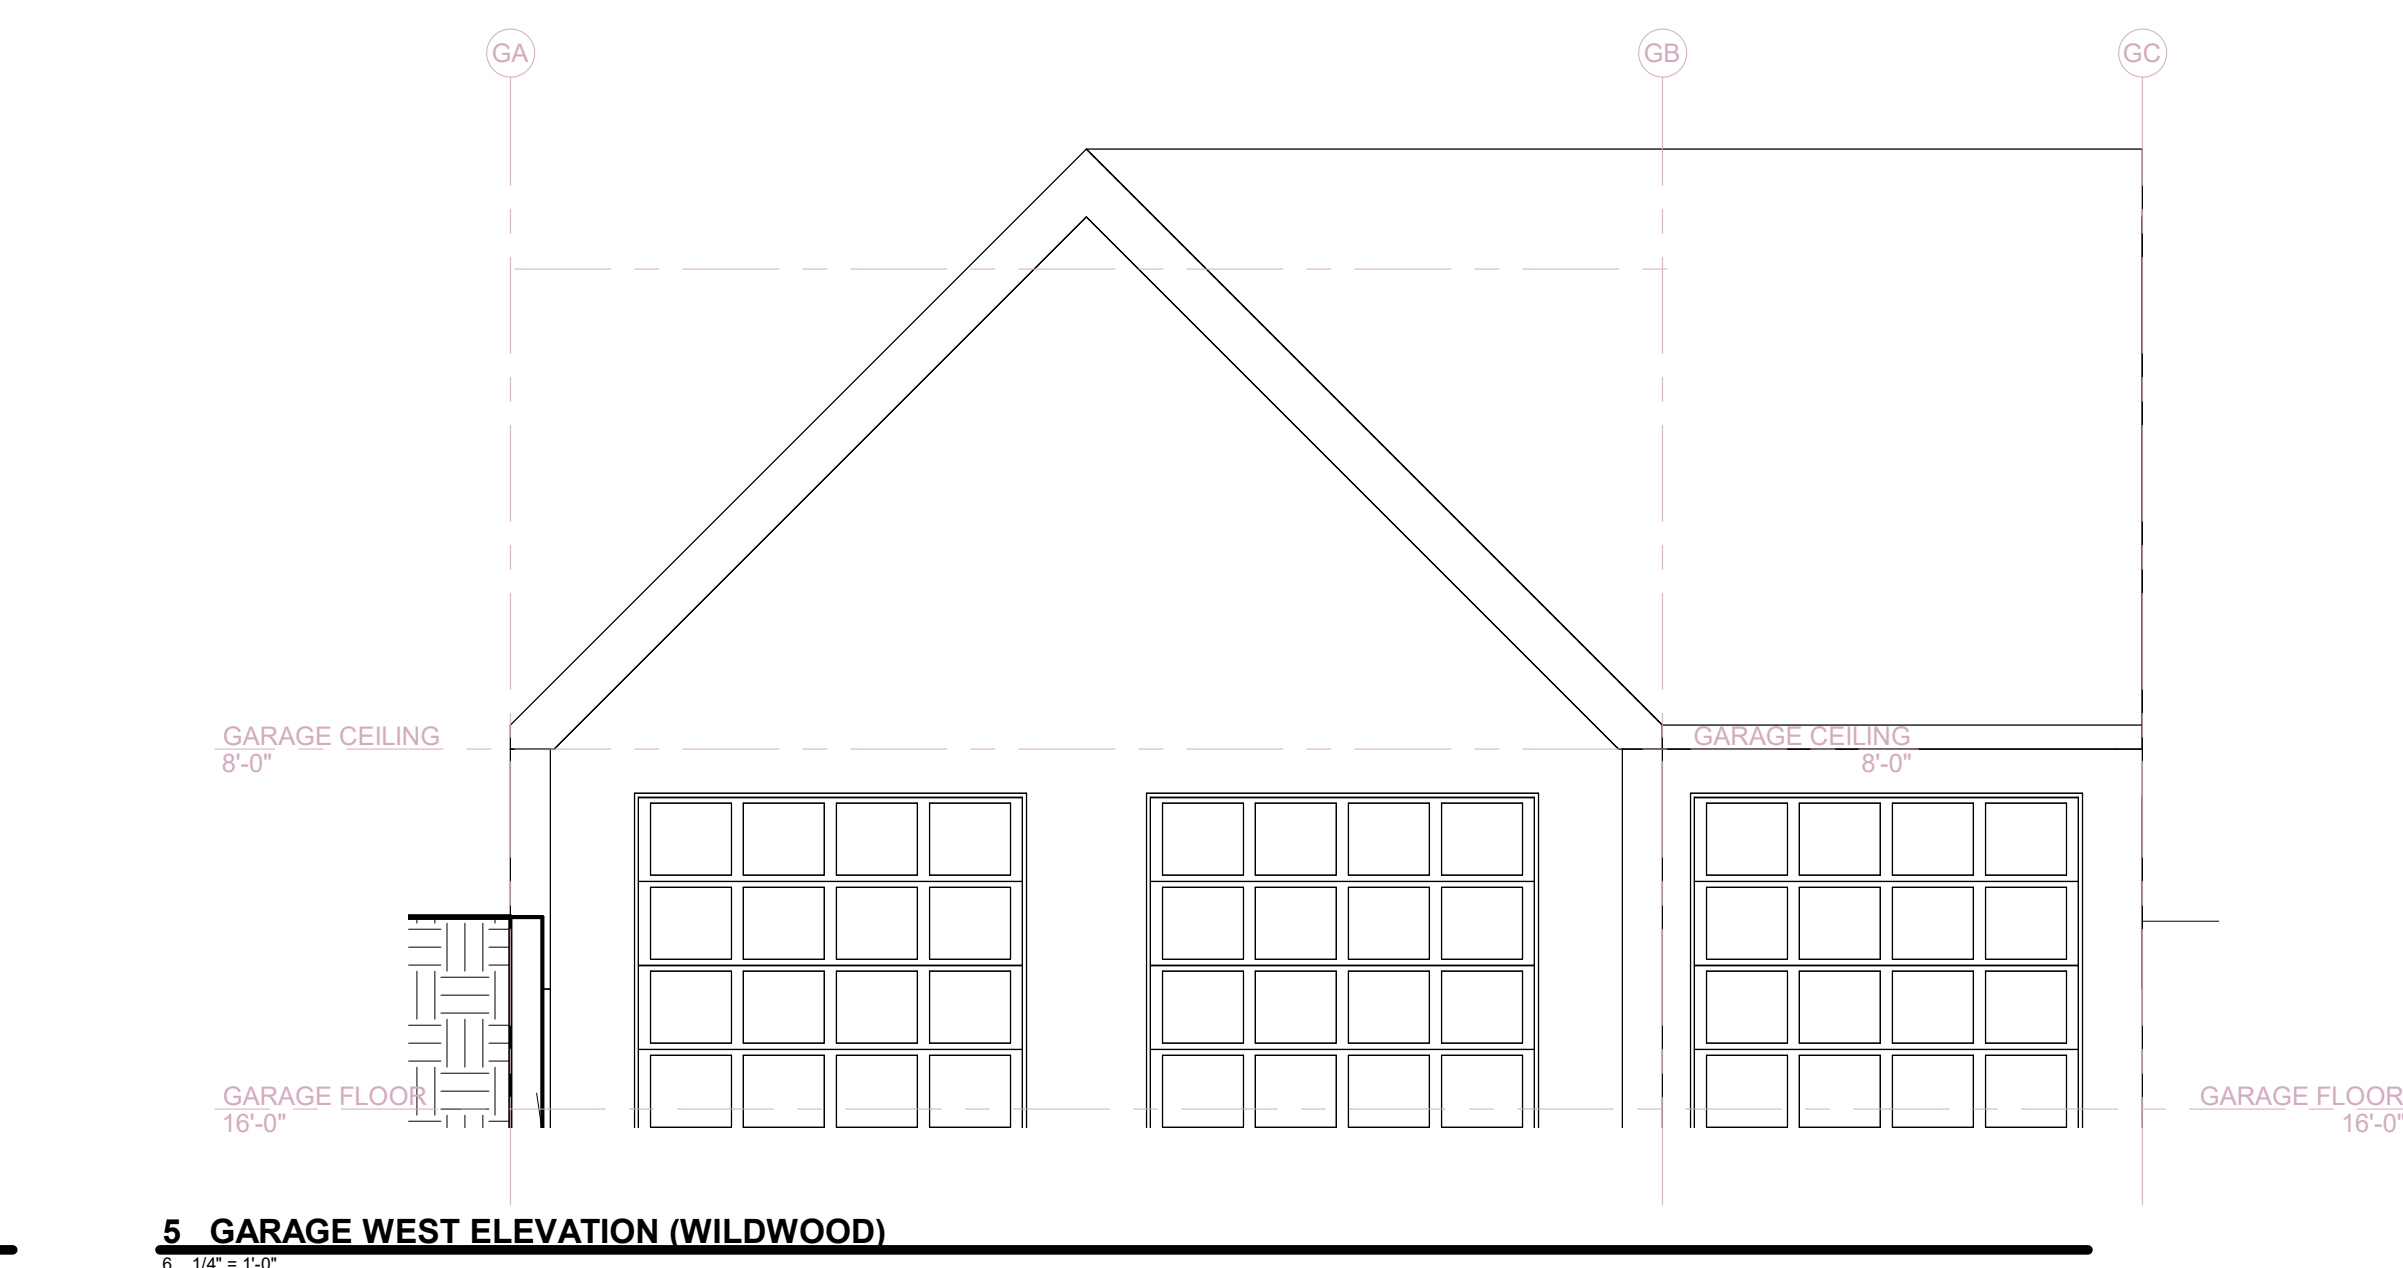 GA
GB
GC
GARAGE CEILING
8'-0"
GARAGE CEILING
8'-0"
GARAGE FLOOR
16'-0"
GARAGE FLOOR
16'-0"
5 GARAGE WEST ELEVATION (WILDWOOD)
6 1/4" = 1'-0"